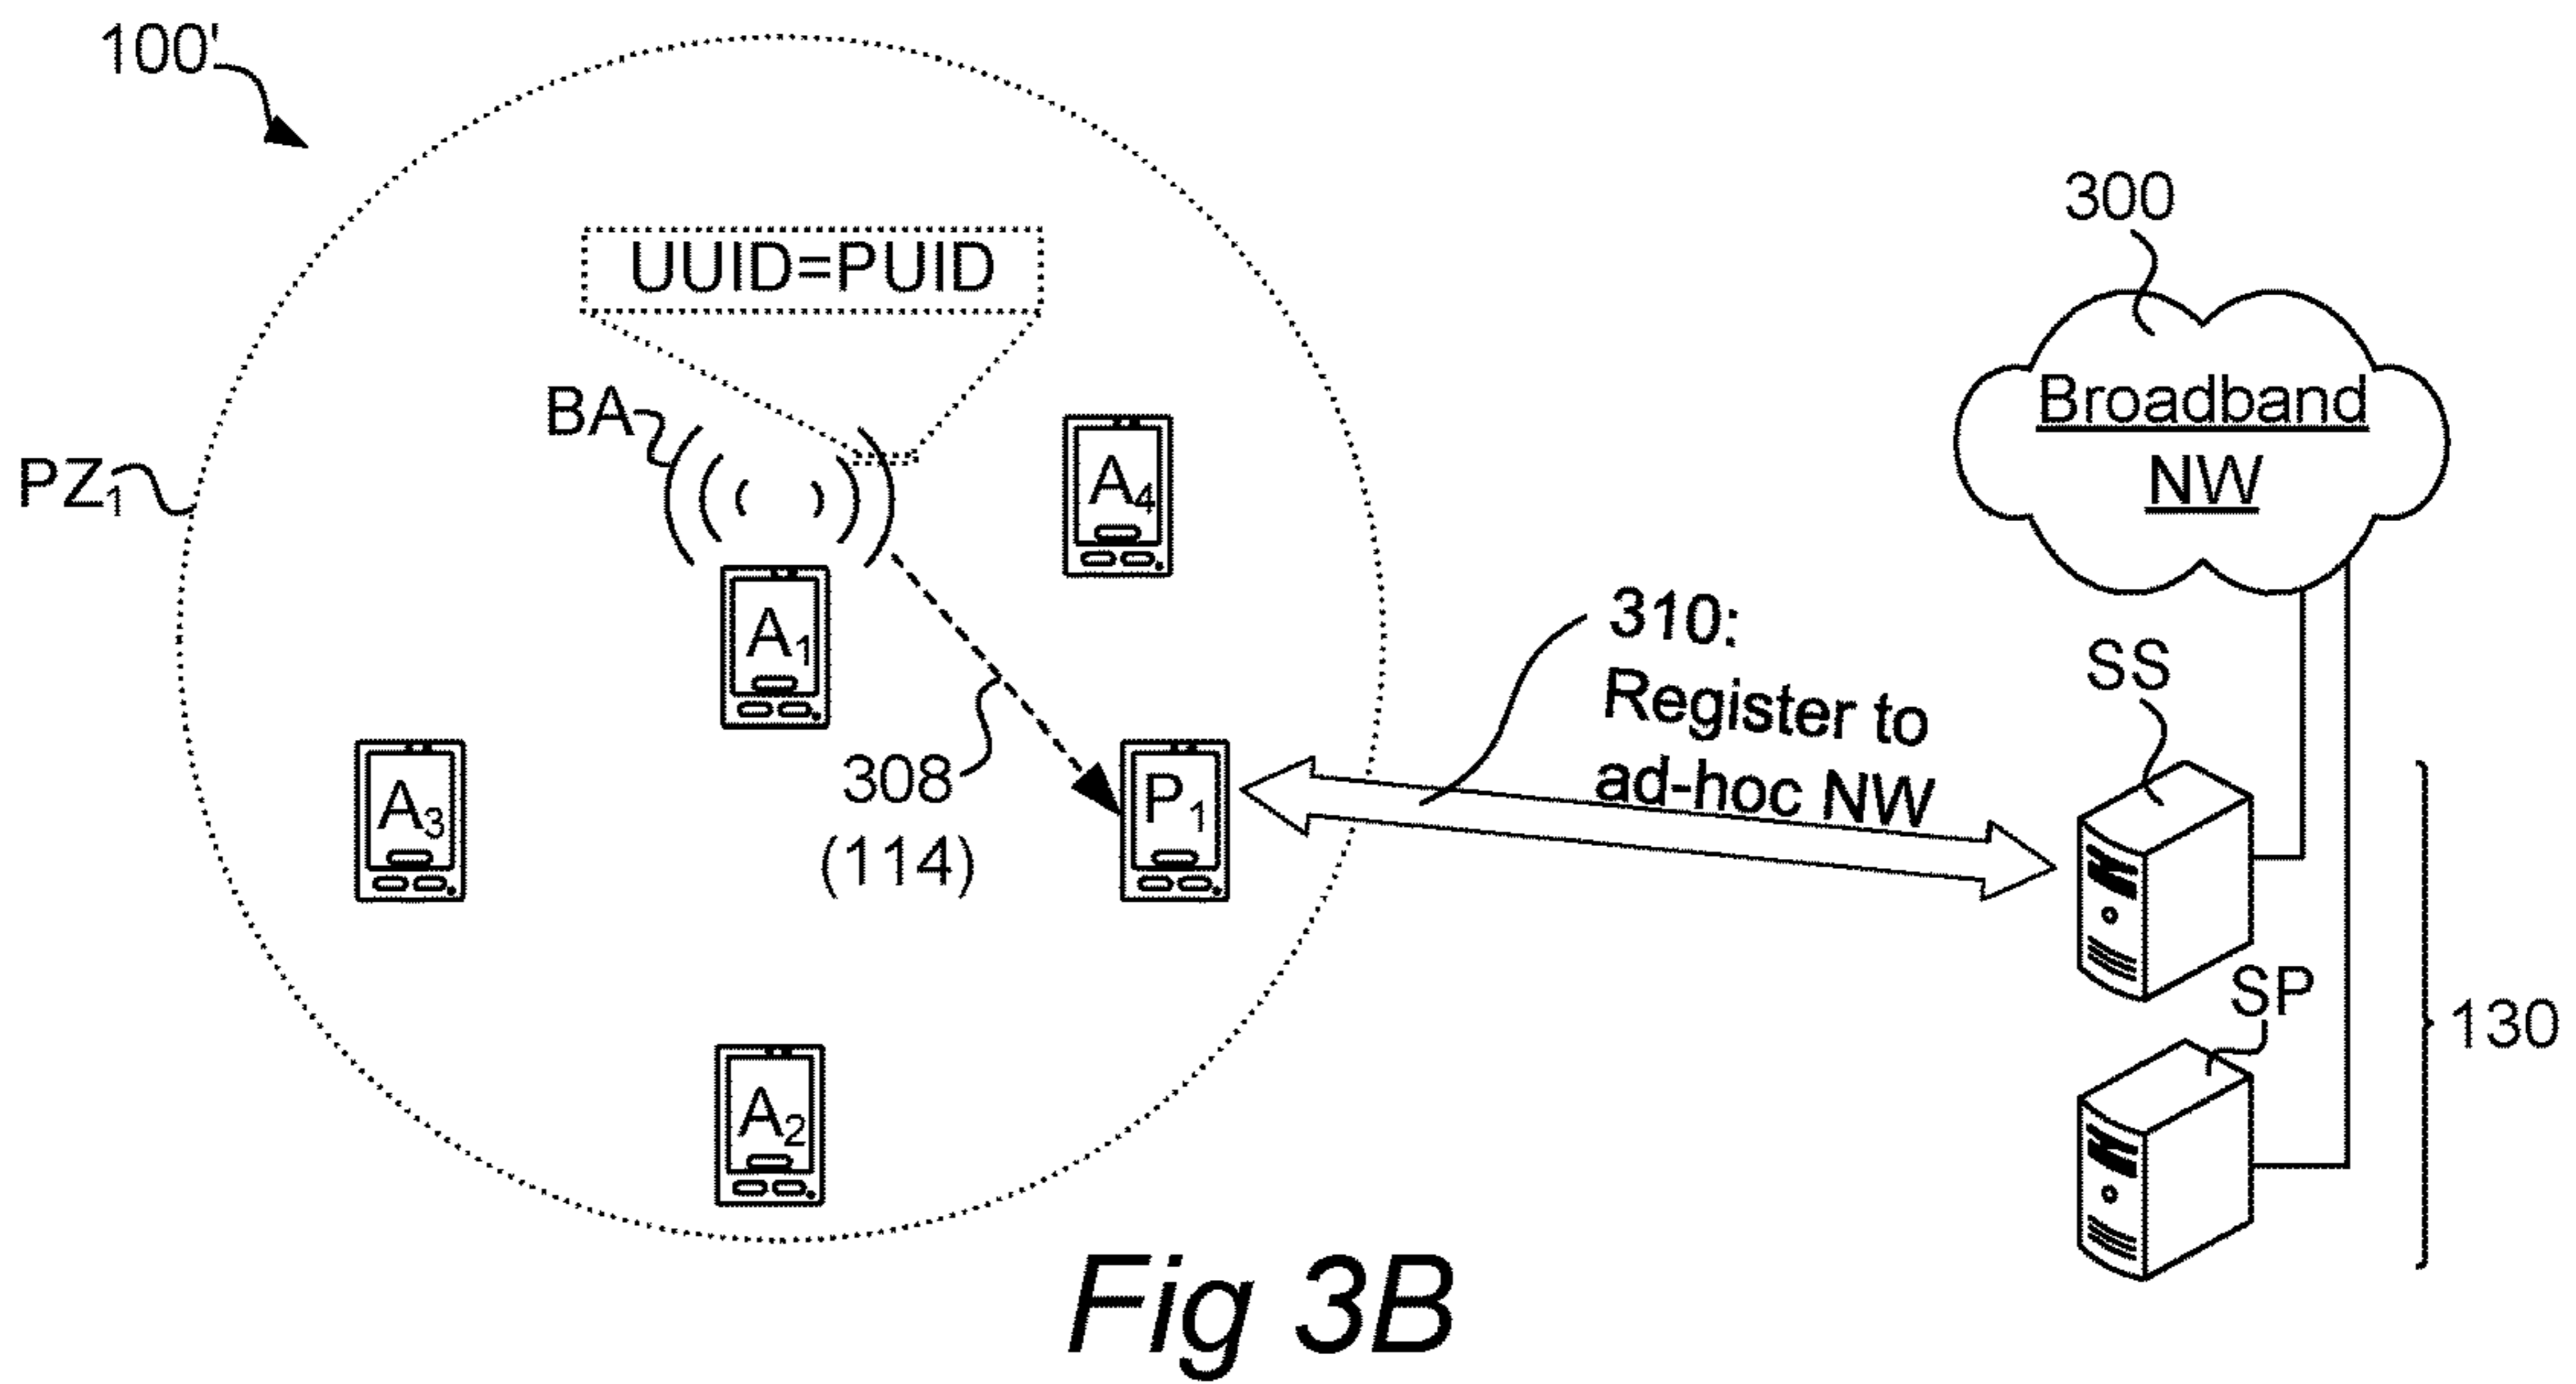 100'
300
UUID=PUID
BA
Broadband
NW
PZ1
A4
A1
310:
Register to
ad-hoc NW
SS
308
(114)
A3
P1
SP
130
A2
Fig 3B